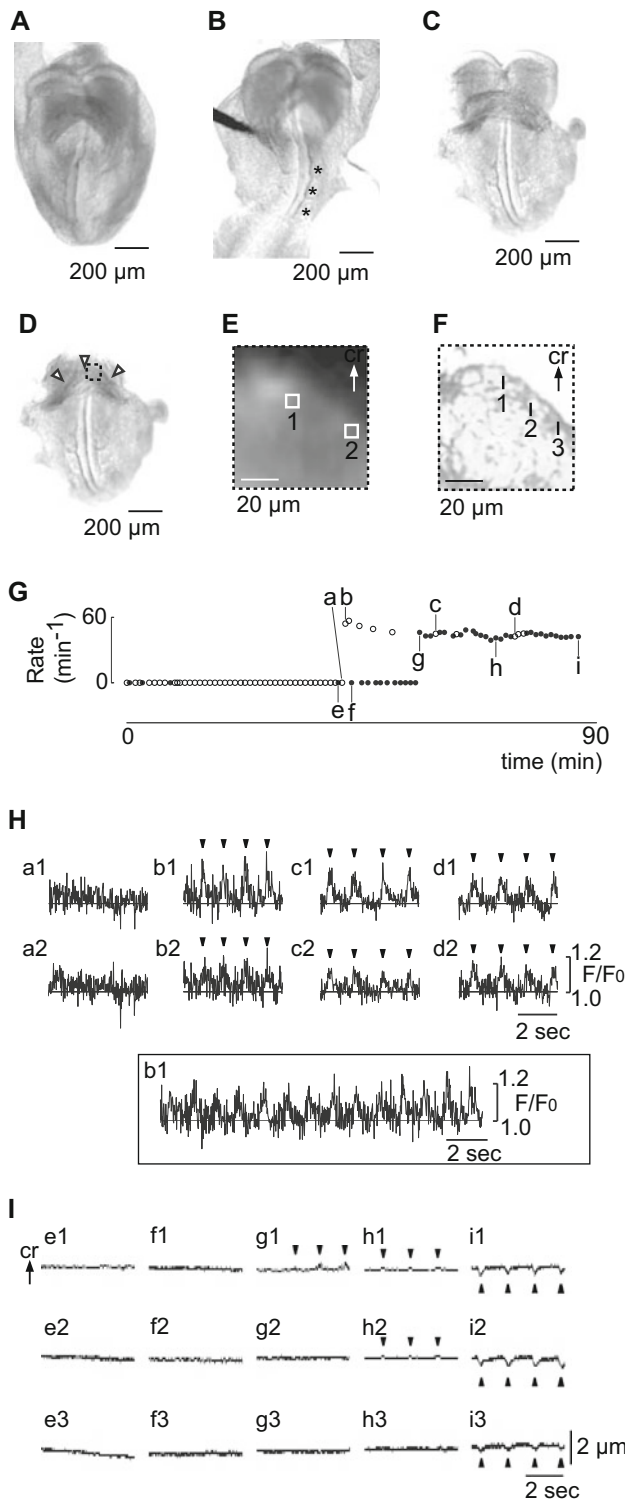 A
B
C
200 µm
200 µm
200 µm
* * *
D
E
F
cr
cr
1
2
1
2
3
200 µm
20 µm
20 µm
G
Rate (min⁻¹)
60
0
a b
c
d
e f
g
h
i
0
90
time (min)
H
a1
b1
c1
d1
a2
b2
c2
d2
1.2
F/F₀
1.0
2 sec
b1
1.2
F/F₀
1.0
2 sec
I
cr
e1
f1
g1
h1
i1
e2
f2
g2
h2
i2
e3
f3
g3
h3
i3
2 µm
2 sec